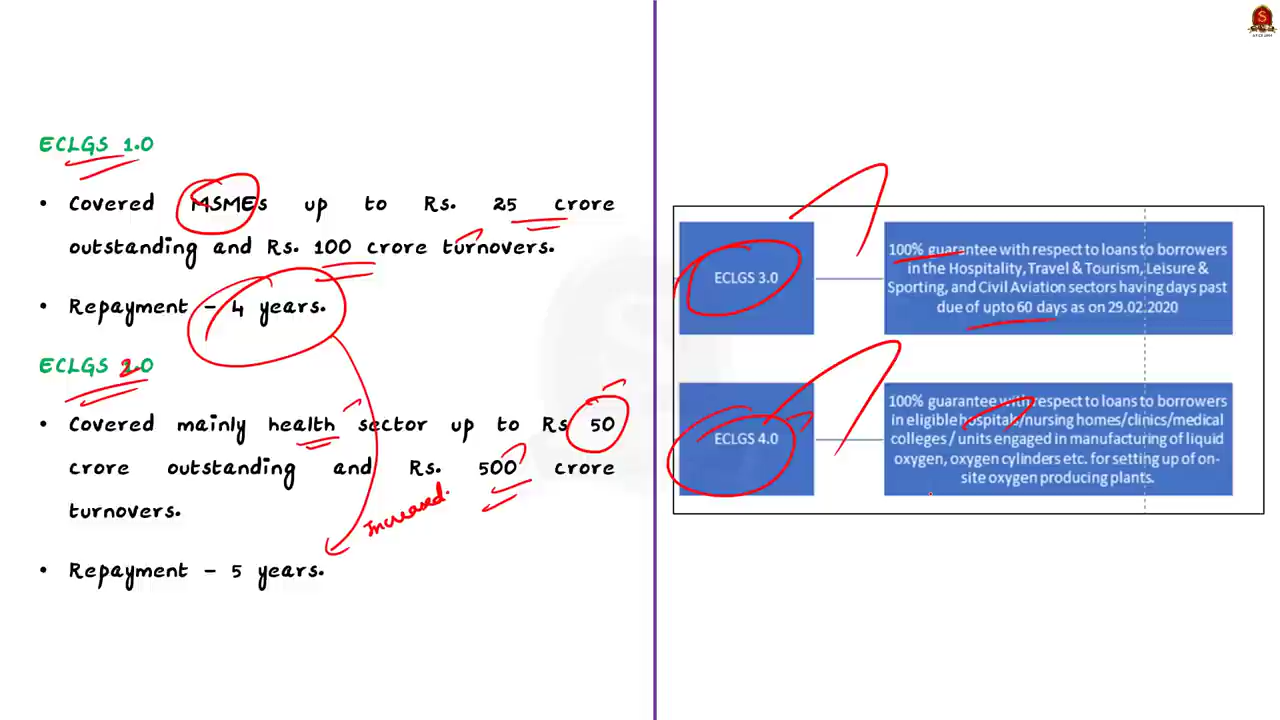 ECLGS 1.0
• Covered MSMEs up to Rs. 25 crore
outstanding and Rs. 100 crore turnovers.
• Repayment – 4 years.
ECLGS 2.0
• Covered mainly health sector up to Rs 50
crore outstanding and Rs. 500 crore
turnovers.
Increased.
• Repayment – 5 years.
ECLGS 3.0
100% guarantee with respect to loans to borrowers
in the Hospitality, Travel & Tourism, Leisure &
Sporting, and Civil Aviation sectors having days past
due of upto 60 days as on 29.02.2020
ECLGS 4.0
100% guarantee with respect to loans to borrowers
in eligible hospitals/nursing homes/clinics/medical
colleges / units engaged in manufacturing of liquid
oxygen, oxygen cylinders etc. for setting up of on-
site oxygen producing plants.